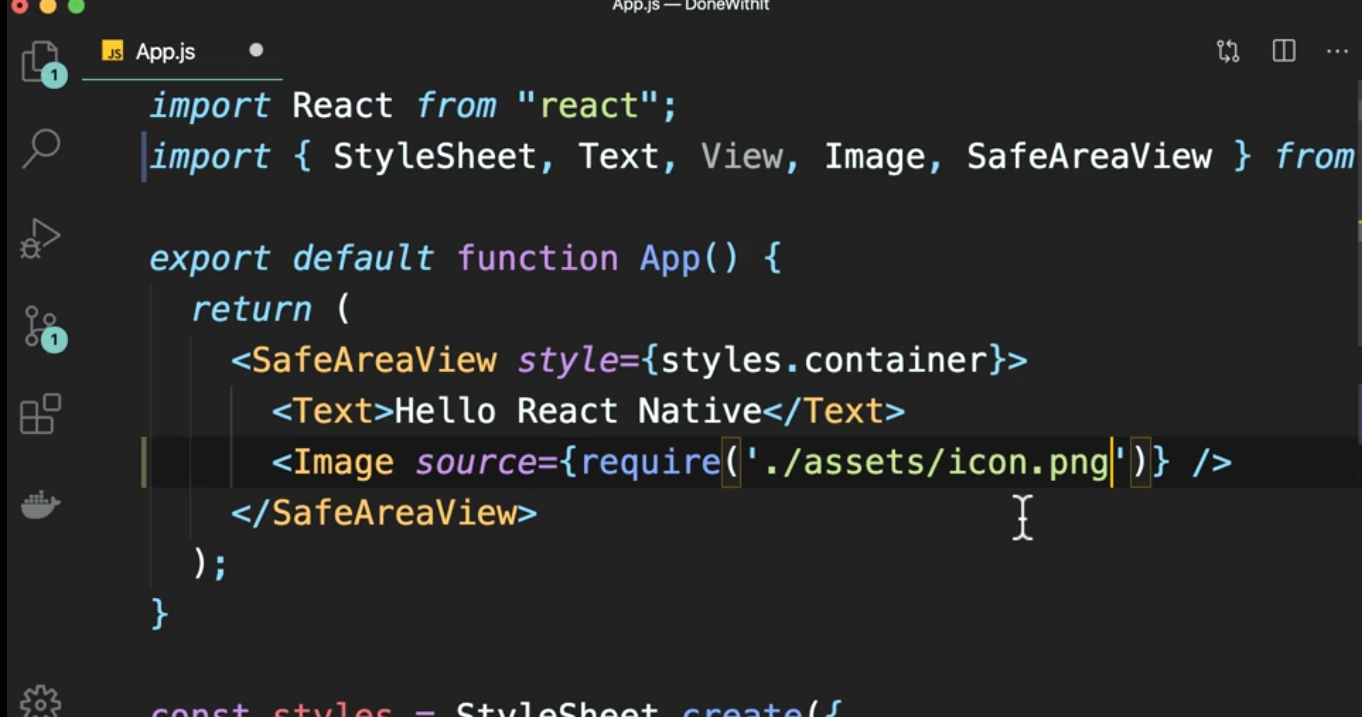 App.js — DoneWithIt
JS App.js
1
import React from "react";
import { StyleSheet, Text, View, Image, SafeAreaView } from
export default function App() {
return (
<SafeAreaView style={styles.container}>
1
<Text>Hello React Native</Text>
<Image source={require('./assets/icon.png')} />
</SafeAreaView>
);
}
const styles = StyleSheet.create({